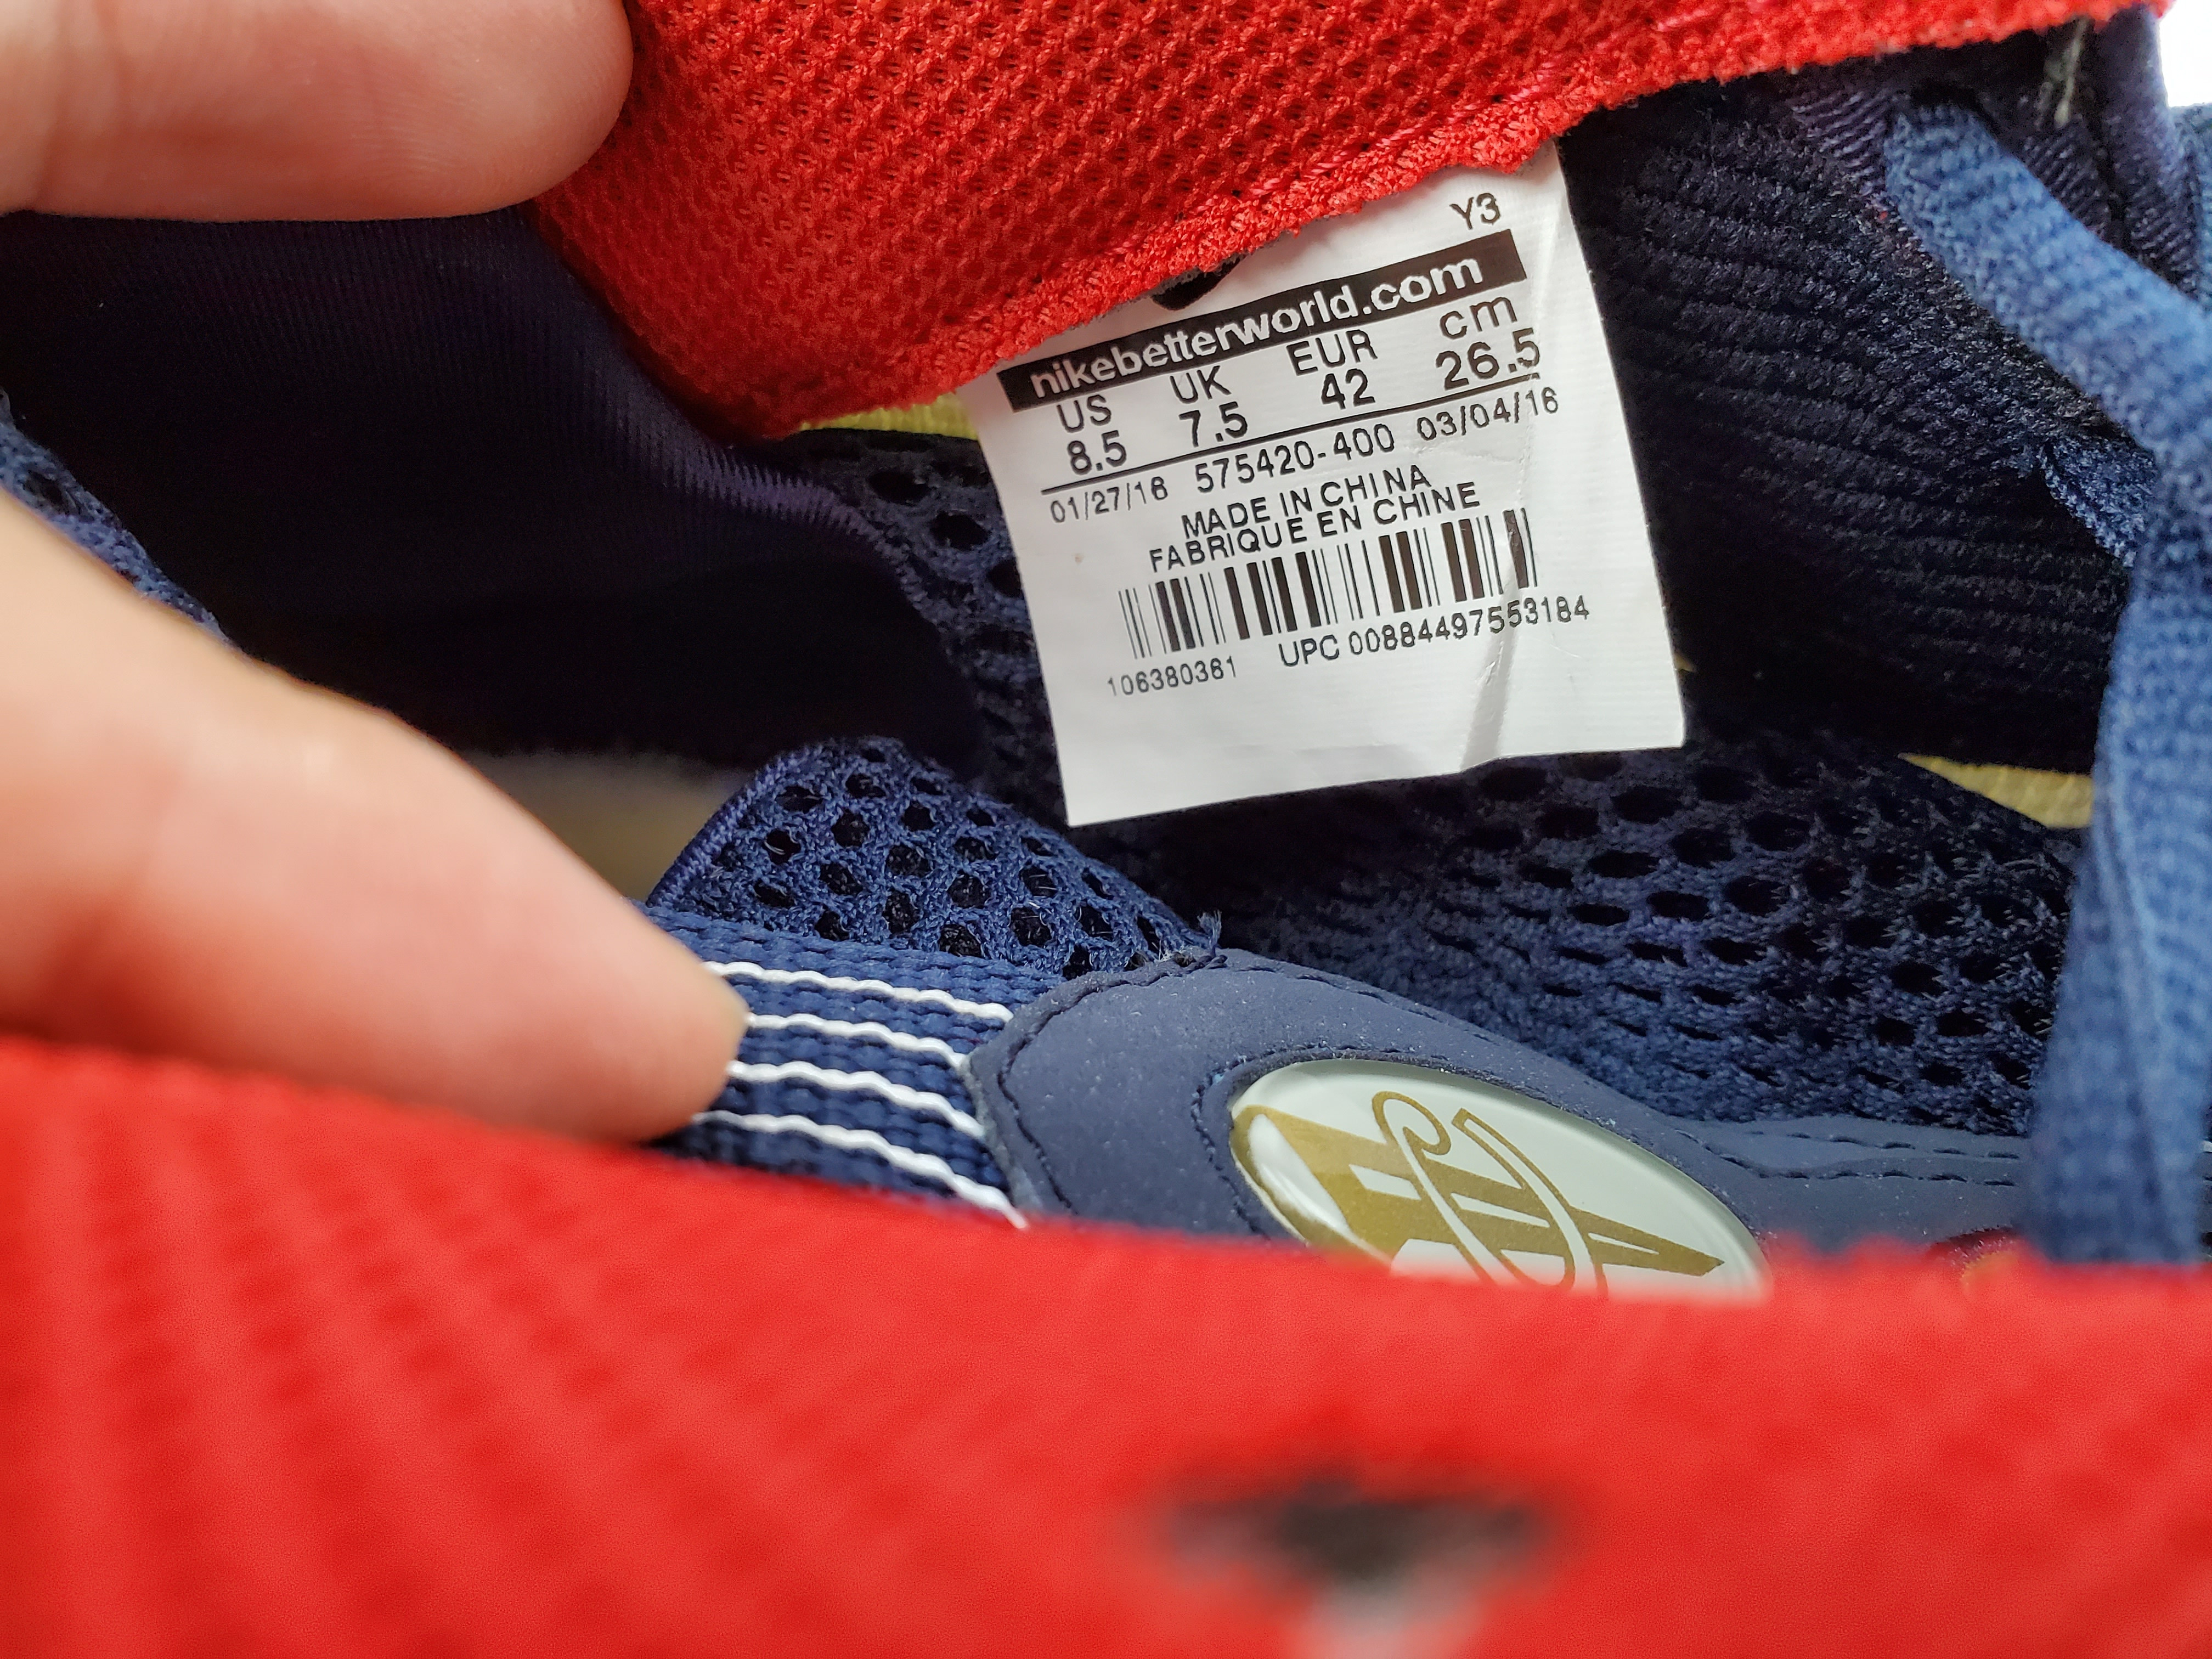 Y3
nikebetterworld.com
US UK EUR cm
8.5 7.5 42 26.5
01/27/16 575420-400 03/04/16
MADE IN CHINA
FABRIQUE EN CHINE
106380361 UPC 00884497553184